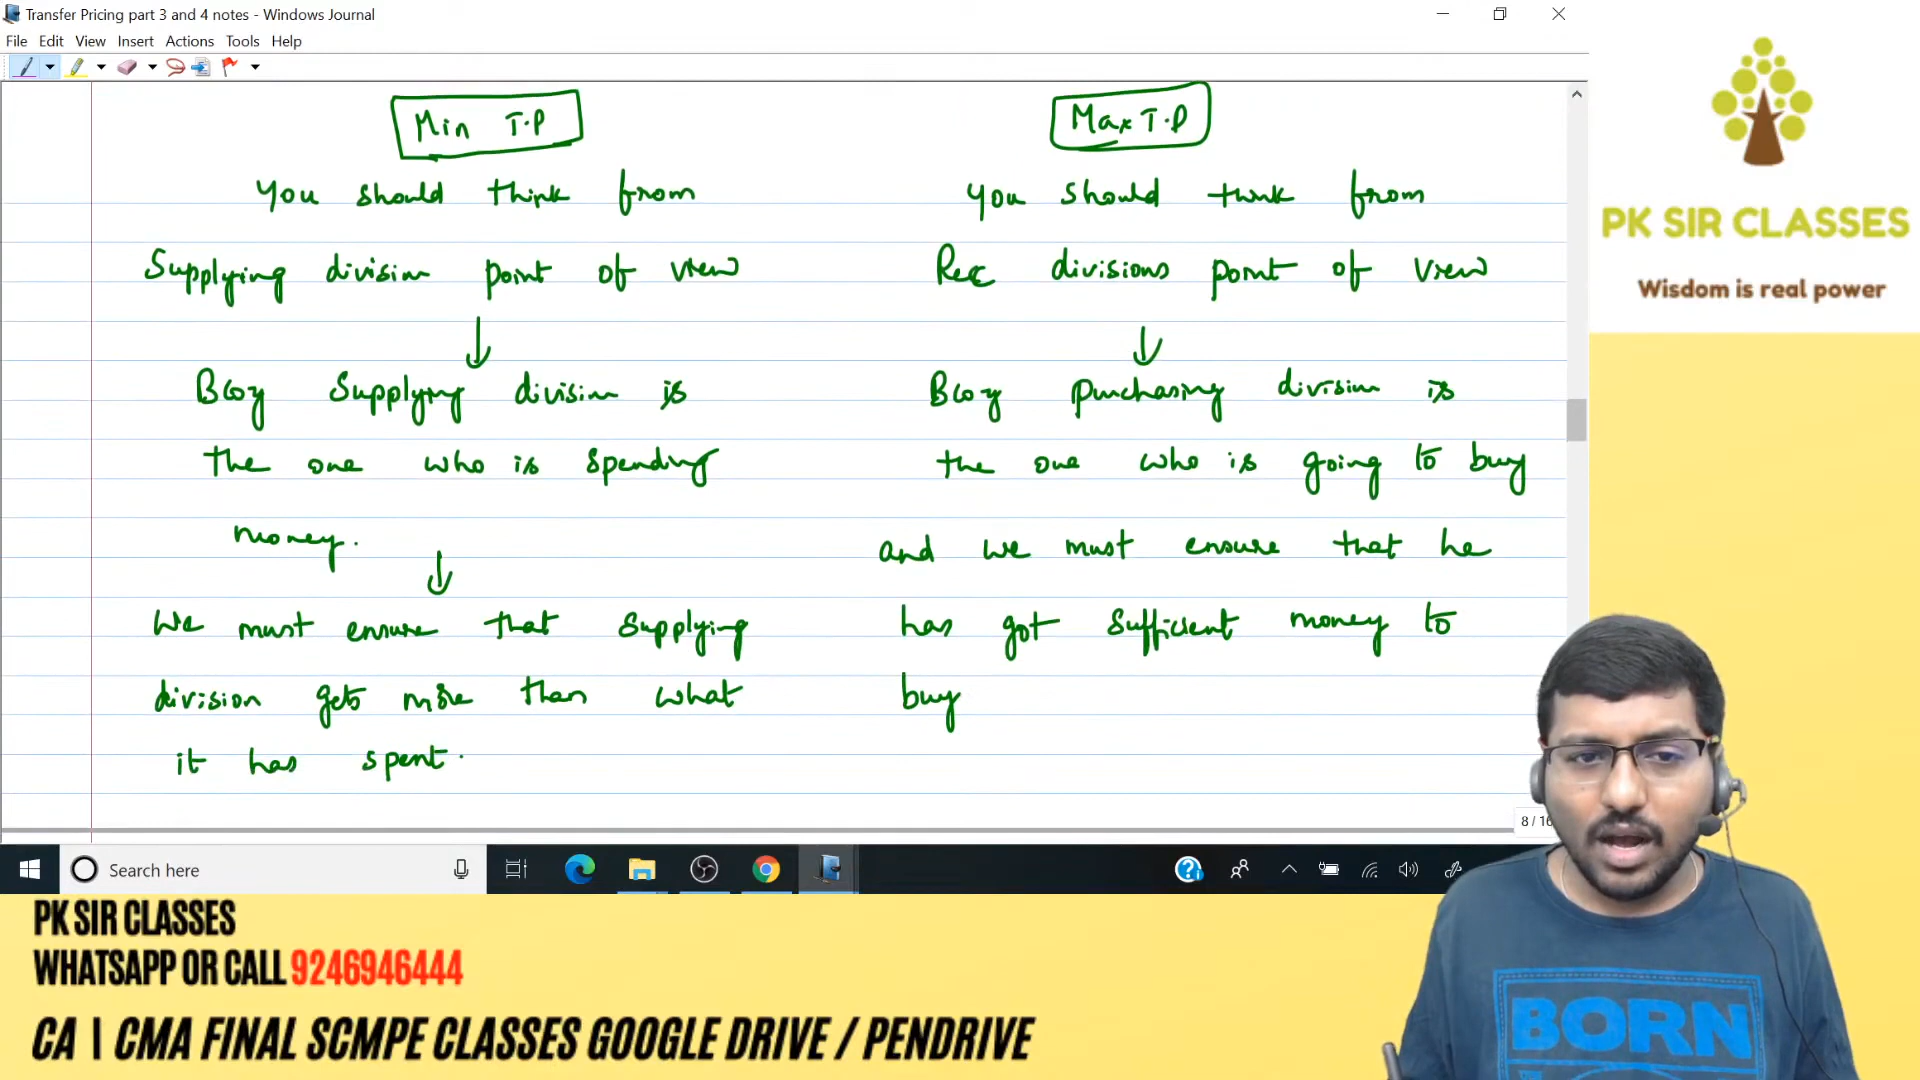 Transfer Pricing part 3 and 4 notes - Windows Journal
File Edit View Insert Actions Tools Help
Min T.P
You should think from
Supplying division point of view
Bcoz Supplying division is
the one who is spending
money.
We must ensure that supplying
division gets more than what
it has spent.
Max T.P
You should think from
Rec divisions point of view
Bcoz purchasing division is
the one who is going to buy
and we must ensure that he
has got sufficient money to
buy
8 / 16
Search here
PK SIR CLASSES
Wisdom is real power
PK SIR CLASSES
WHATSAPP OR CALL 9246946444
CA \ CMA FINAL SCMPE CLASSES GOOGLE DRIVE / PENDRIVE
BORN